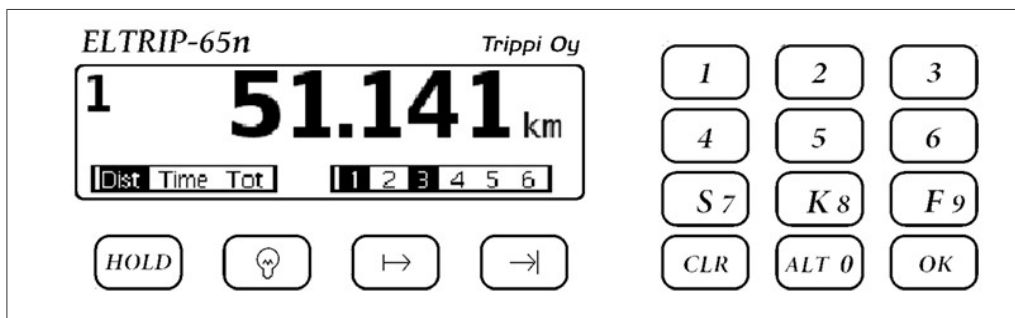 ELTRIP-65n Trippi Oy
1 51.141 km
Dist Time Tot 1 2 3 4 5 6
HOLD
1 2 3
4 5 6
S 7 K 8 F 9
CLR ALT 0 OK